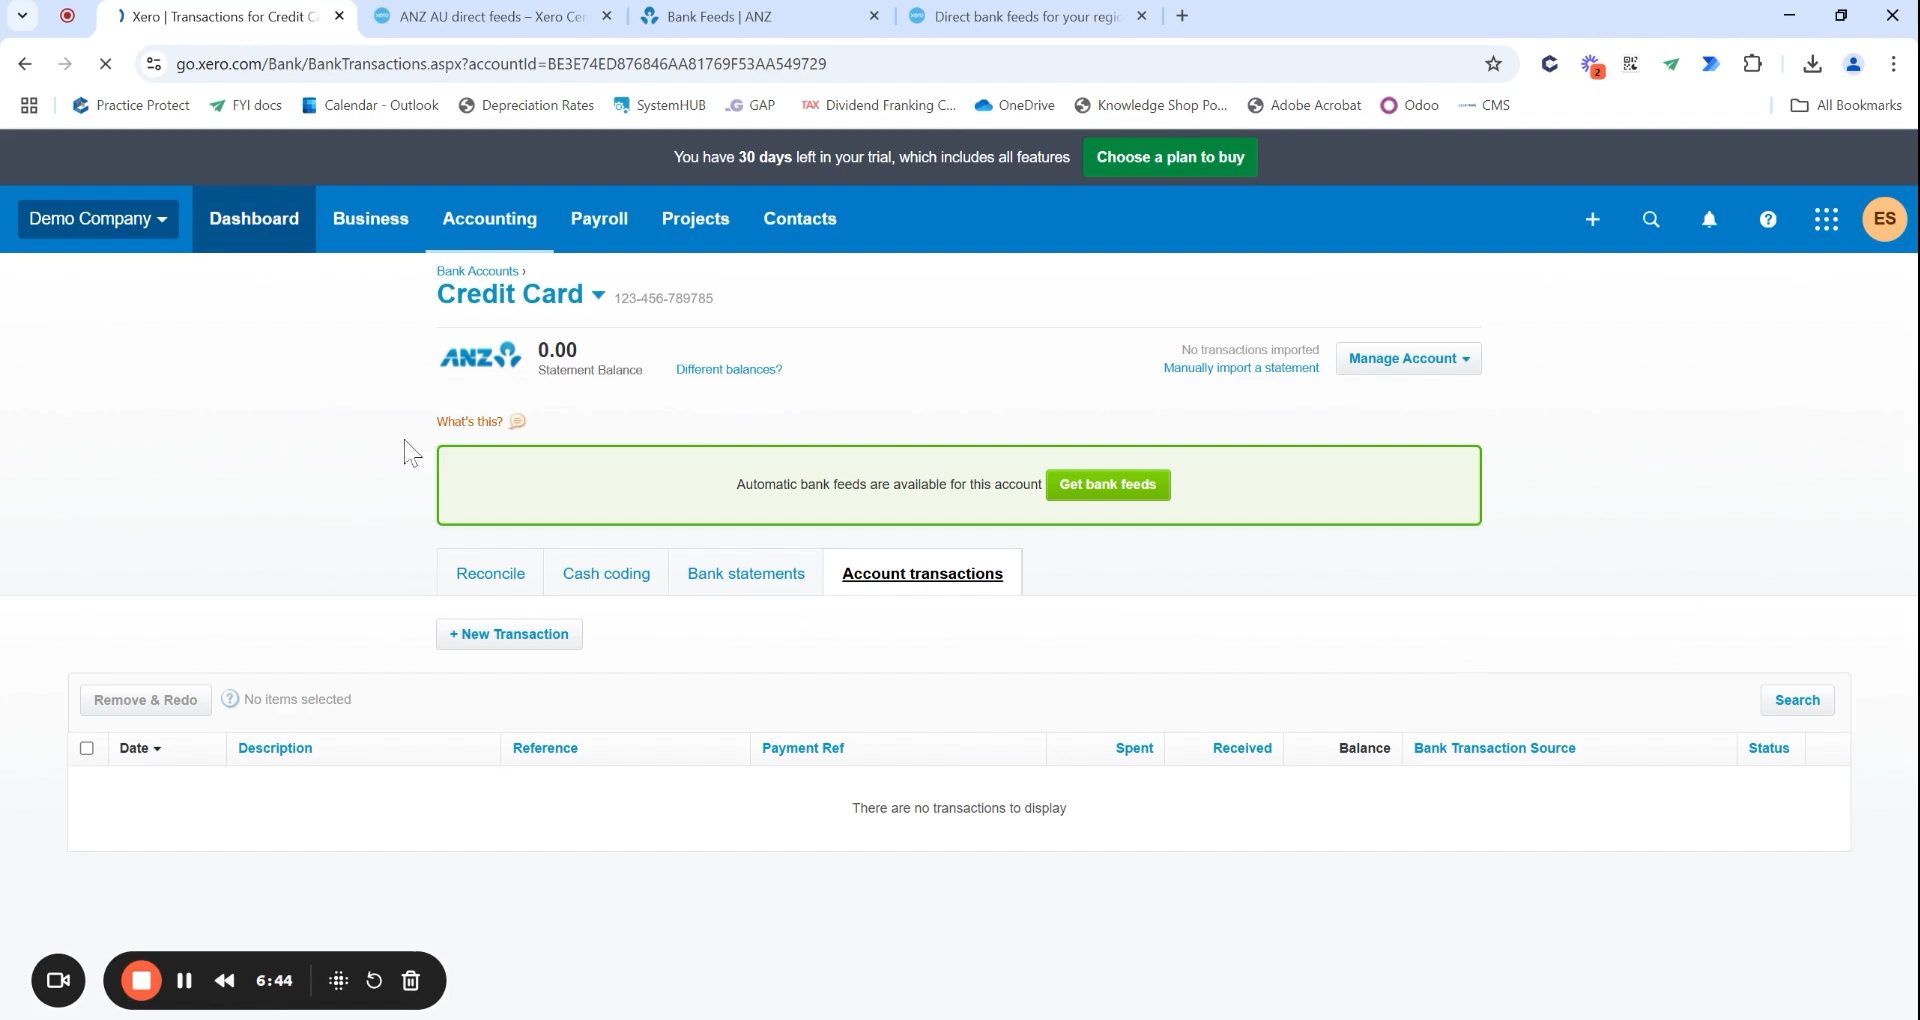 Xero | Transactions for Credit C
ANZ AU direct feeds – Xero Cen
Bank Feeds | ANZ
Direct bank feeds for your regio
go.xero.com/Bank/BankTransactions.aspx?accountId=BE3E74ED876846AA81769F53AA549729
2
Practice Protect
FYI docs
Calendar - Outlook
Depreciation Rates
SystemHUB
GAP
TAX Dividend Franking C...
OneDrive
Knowledge Shop Po...
Adobe Acrobat
Odoo
CMS
All Bookmarks
You have 30 days left in your trial, which includes all features
Choose a plan to buy
Demo Company
Dashboard
Business
Accounting
Payroll
Projects
Contacts
ES
Bank Accounts ›
Credit Card 123-456-789785
ANZ
0.00
Statement Balance
Different balances?
No transactions imported
Manually import a statement
Manage Account
What's this?
Automatic bank feeds are available for this account
Get bank feeds
Reconcile
Cash coding
Bank statements
Account transactions
+ New Transaction
Remove & Redo
? No items selected
Search
Date
Description
Reference
Payment Ref
Spent
Received
Balance
Bank Transaction Source
Status
There are no transactions to display
6:44